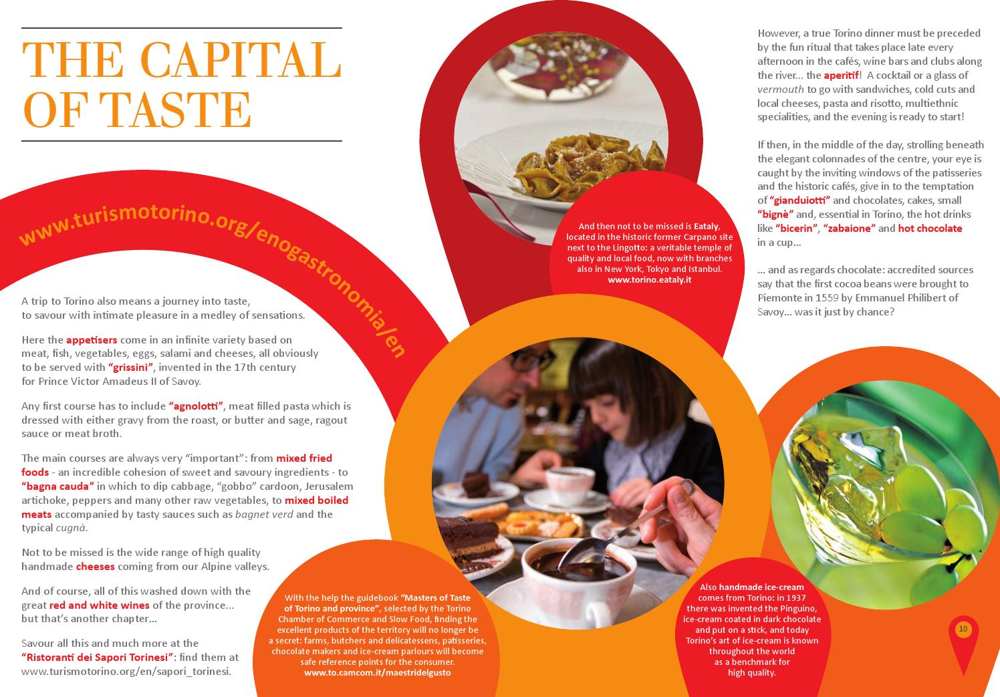 THE CAPITAL
OF TASTE
www.turismotorino.org/enogastronomia/en
A trip to Torino also means a journey into taste,
to savour with intimate pleasure in a medley of sensations.
Here the appetisers come in an infinite variety based on
meat, fish, vegetables, eggs, salami and cheeses, all obviously
to be served with “grissini”, invented in the 17th century
for Prince Victor Amadeus II of Savoy.
Any first course has to include “agnolotti”, meat filled pasta which is
dressed with either gravy from the roast, or butter and sage, ragout
sauce or meat broth.
The main courses are always very “important”: from mixed fried
foods - an incredible cohesion of sweet and savoury ingredients - to
“bagna cauda” in which to dip cabbage, “gobbo” cardoon, Jerusalem
artichoke, peppers and many other raw vegetables, to mixed boiled
meats accompanied by tasty sauces such as bagnet verd and the
typical cugnà.
Not to be missed is the wide range of high quality
handmade cheeses coming from our Alpine valleys.
And of course, all of this washed down with the
great red and white wines of the province...
but that’s another chapter...
Savour all this and much more at the
“Ristoranti dei Sapori Torinesi”: find them at
www.turismotorino.org/en/sapori_torinesi.
With the help the guidebook “Masters of Taste
of Torino and province”, selected by the Torino
Chamber of Commerce and Slow Food, finding the
excellent products of the territory will no longer be
a secret: farms, butchers and delicatessens, patisseries,
chocolate makers and ice-cream parlours will become
safe reference points for the consumer.
www.to.camcom.it/maestridelgusto
And then not to be missed is Eataly,
located in the historic former Carpano site
next to the Lingotto: a veritable temple of
quality and local food, now with branches
also in New York, Tokyo and Istanbul.
www.torino.eataly.it
However, a true Torino dinner must be preceded
by the fun ritual that takes place late every
afternoon in the cafés, wine bars and clubs along
the river... the aperitif! A cocktail or a glass of
vermouth to go with sandwiches, cold cuts and
local cheeses, pasta and risotto, multiethnic
specialities, and the evening is ready to start!
If then, in the middle of the day, strolling beneath
the elegant colonnades of the centre, your eye is
caught by the inviting windows of the patisseries
and the historic cafés, give in to the temptation
of “gianduiotti” and chocolates, cakes, small
“bignè” and, essential in Torino, the hot drinks
like “bicerin”, “zabaione” and hot chocolate
in a cup...
... and as regards chocolate: accredited sources
say that the first cocoa beans were brought to
Piemonte in 1559 by Emmanuel Philibert of
Savoy... was it just by chance?
Also handmade ice-cream
comes from Torino: in 1937
there was invented the Pinguino,
ice-cream coated in dark chocolate
and put on a stick, and today
Torino’s art of ice-cream is known
throughout the world
as a benchmark for
high quality.
10